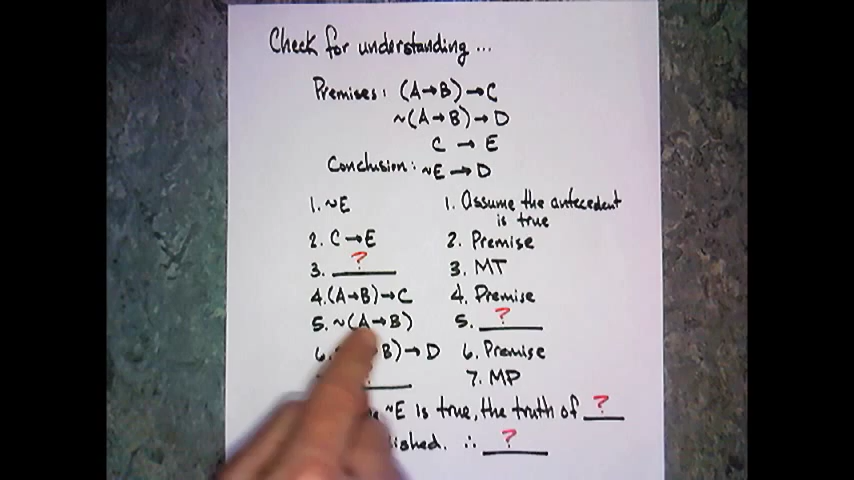 Check for understanding...
Premises: (A→B)→C
~(A→B)→D
C → E
Conclusion: ~E→D
1. ~E 1. Assume the antecedent
is true
2. C→E 2. Premise
3. ? 3. MT
4. (A→B)→C 4. Premise
5. ~(A→B) 5. ?
6. B)→D 6. Premise
7. MP
~E is true, the truth of ?
∴ ?